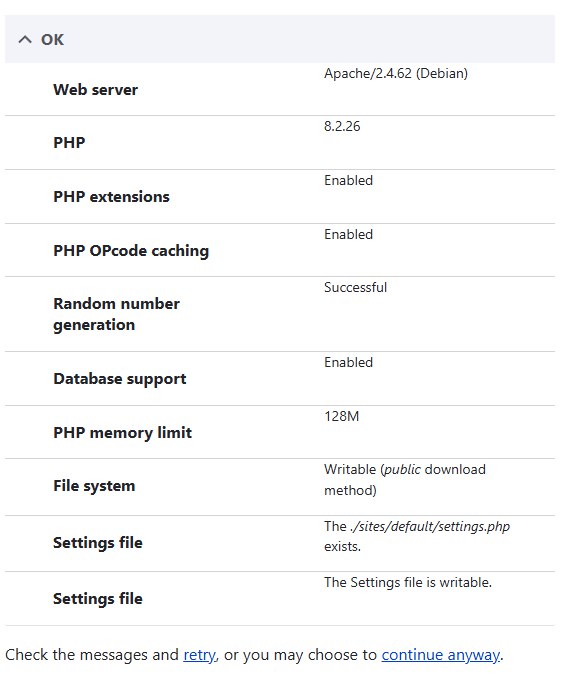 OK
Web server
Apache/2.4.62 (Debian)
PHP
8.2.26
PHP extensions
Enabled
PHP OPcode caching
Enabled
Random number
generation
Successful
Database support
Enabled
PHP memory limit
128M
File system
Writable (public download
method)
Settings file
The ./sites/default/settings.php
exists.
Settings file
The Settings file is writable.
Check the messages and retry, or you may choose to continue anyway.